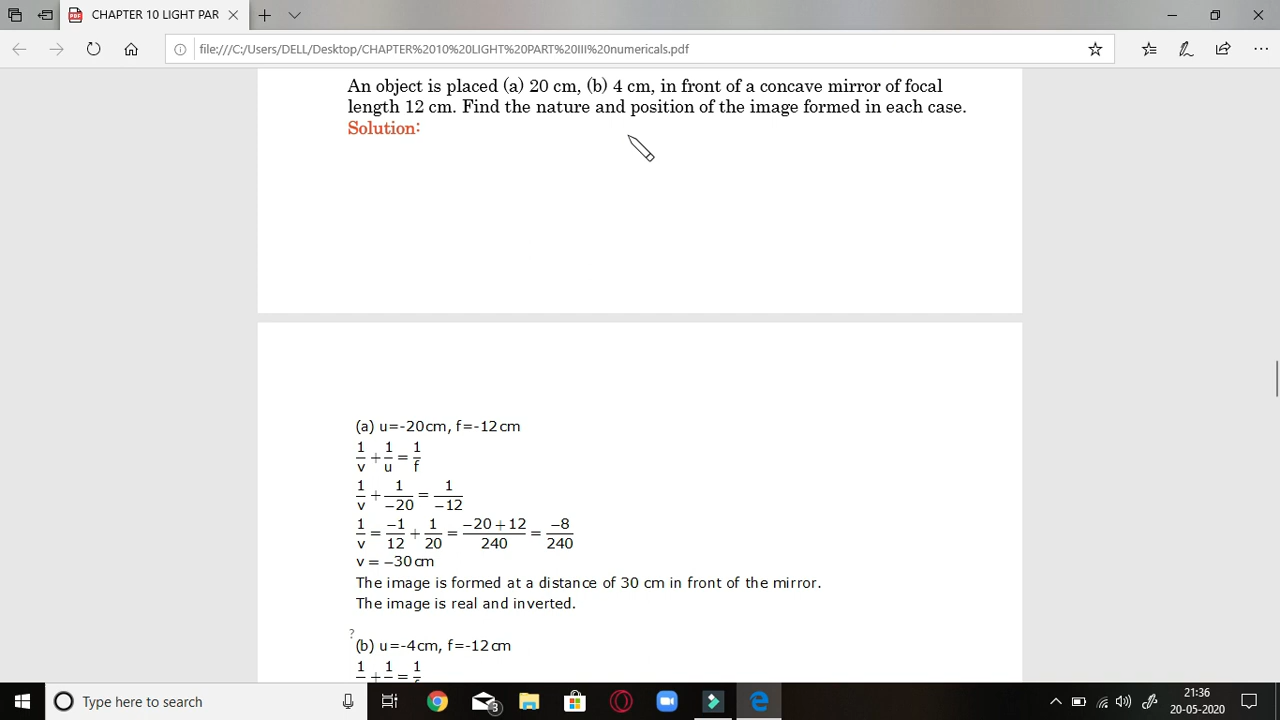 CHAPTER 10 LIGHT PAR
file:///C:/Users/DELL/Desktop/CHAPTER%2010%20LIGHT%20PART%20III%20numericals.pdf
An object is placed (a) 20 cm, (b) 4 cm, in front of a concave mirror of focal
length 12 cm. Find the nature and position of the image formed in each case.
Solution:
(a) u=-20cm, f=-12cm
1/v + 1/u = 1/f
1/v + 1/-20 = 1/-12
1/v = -1/12 + 1/20 = -20+12/240 = -8/240
v = -30cm
The image is formed at a distance of 30 cm in front of the mirror.
The image is real and inverted.
?
(b) u=-4cm, f=-12cm
1 + 1 = 1
Type here to search
3
21:36
20-05-2020